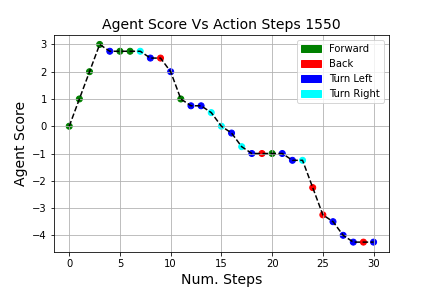 Agent Score Vs Action Steps 1550
Agent Score
3
2
1
0
−1
−2
−3
−4
Forward
Back
Turn Left
Turn Right
0 5 10 15 20 25 30
Num. Steps